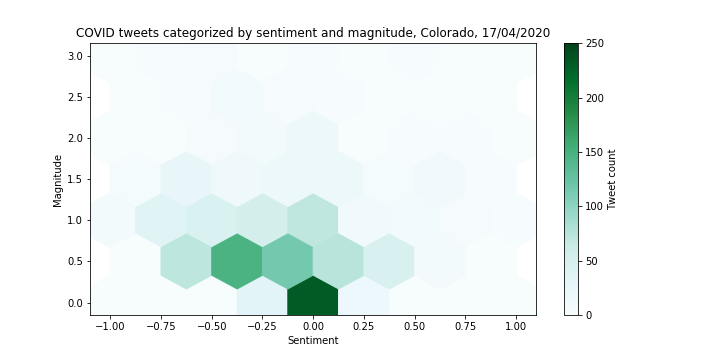 COVID tweets categorized by sentiment and magnitude, Colorado, 17/04/2020
3.0
2.5
2.0
1.5
1.0
0.5
0.0
Magnitude
−1.00 −0.75 −0.50 −0.25 0.00 0.25 0.50 0.75 1.00
Sentiment
250
200
150
100
50
0
Tweet count